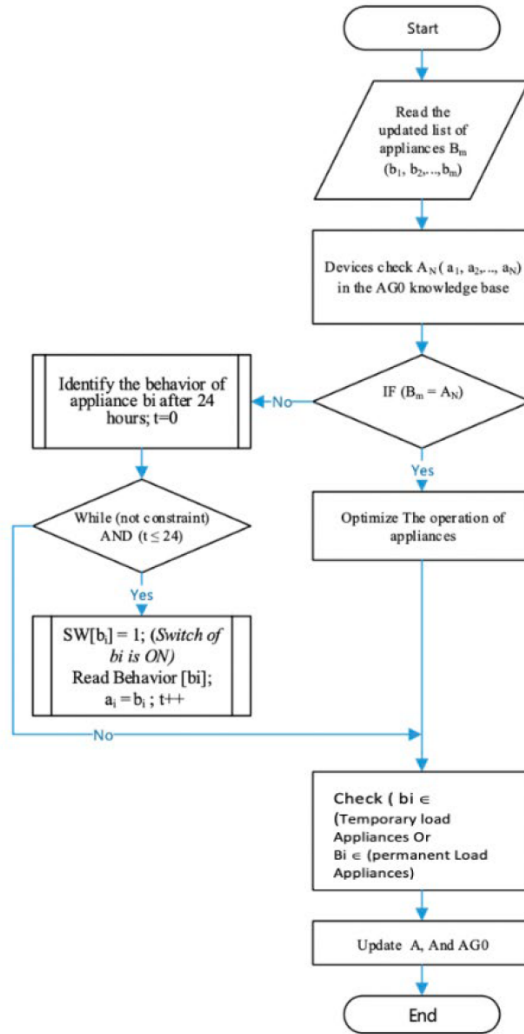 Start
Read the
updated list of
appliances Bₘ
(b₁, b₂,...,bₘ)
Devices check A_N ( a₁, a₂,..., a_N)
in the AG0 knowledge base
IF (Bₘ = A_N)
No
Yes
Identify the behavior of
appliance bi after 24
hours; t=0
While (not constraint)
AND (t ≤ 24)
Yes
SW[bᵢ] = 1; (Switch of
bi is ON)
Read Behavior [bi];
aᵢ = bᵢ ; t++
No
Optimize The operation of
appliances
Check ( bi ∈
(Temporary load
Appliances Or
Bi ∈ (permanent Load
Appliances)
Update A, And AG0
End